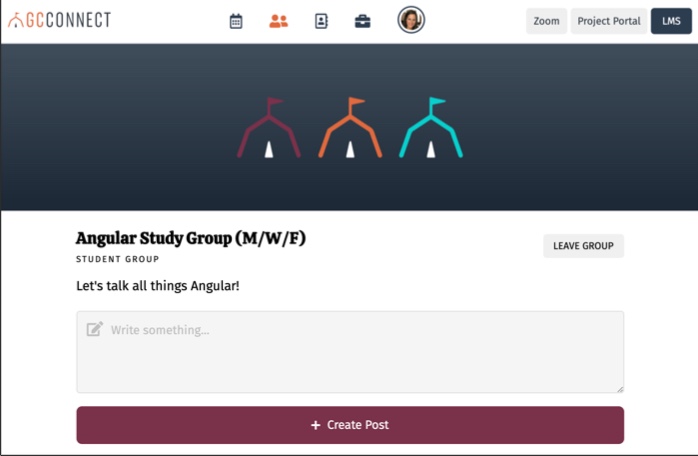 GCCONNECT
Zoom
Project Portal
LMS
Angular Study Group (M/W/F)
LEAVE GROUP
STUDENT GROUP
Let's talk all things Angular!
Write something...
+ Create Post